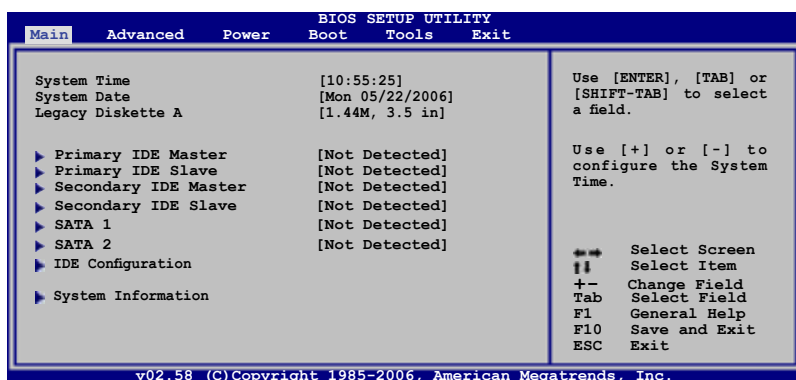 BIOS SETUP UTILITY
Main Advanced Power Boot Tools Exit
System Time [10:55:25]
System Date [Mon 05/22/2006]
Legacy Diskette A [1.44M, 3.5 in]
Primary IDE Master [Not Detected]
Primary IDE Slave [Not Detected]
Secondary IDE Master [Not Detected]
Secondary IDE Slave [Not Detected]
SATA 1 [Not Detected]
SATA 2 [Not Detected]
IDE Configuration
System Information
Use [ENTER], [TAB] or
[SHIFT-TAB] to select
a field.
Use [+] or [-] to
configure the System
Time.
←→ Select Screen
↑↓ Select Item
+- Change Field
Tab Select Field
F1 General Help
F10 Save and Exit
ESC Exit
v02.58 (C)Copyright 1985-2006, American Megatrends, Inc.